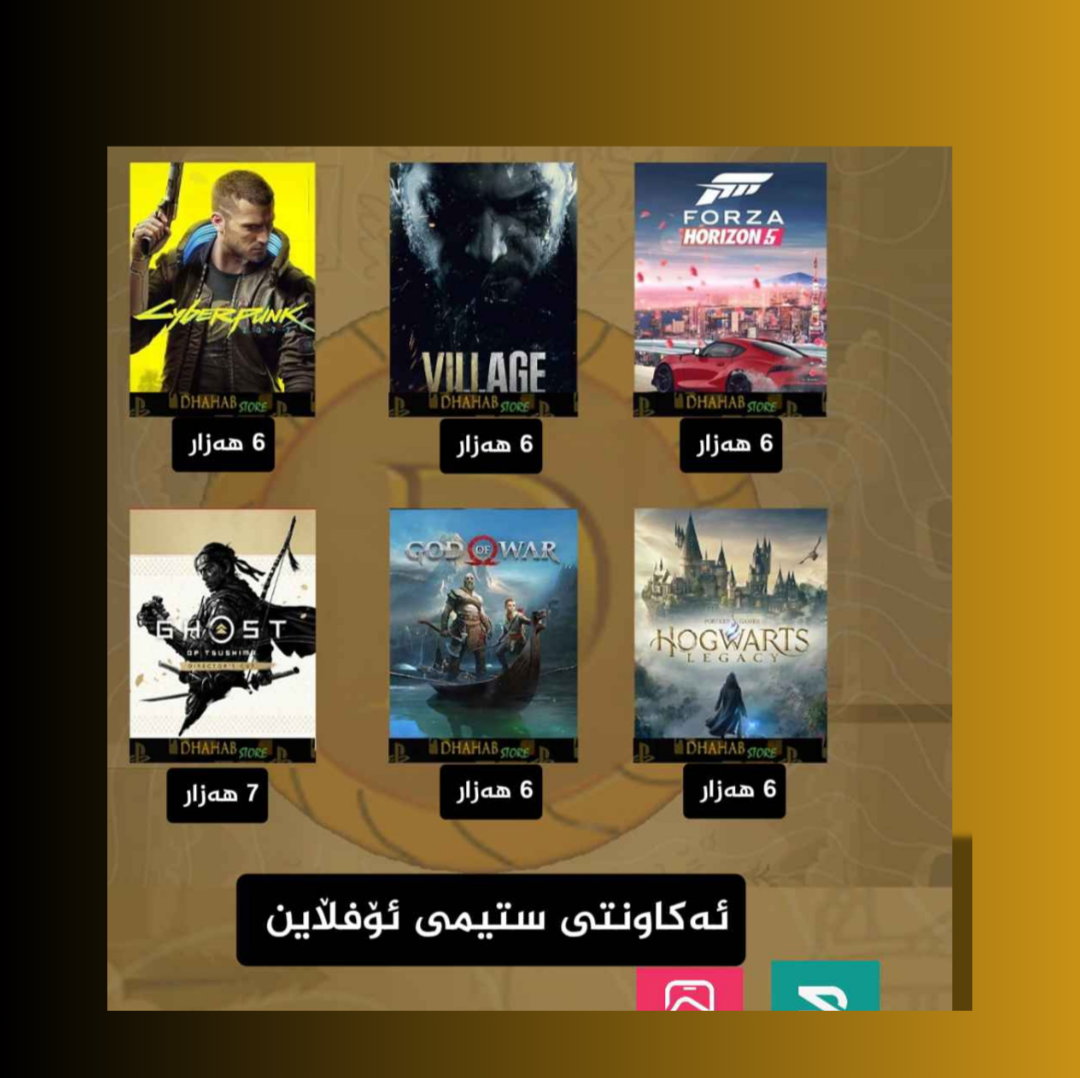 CYBERPUNK
2077
VILLAGE
FORZA
HORIZON 5
DHAHAB STORE
DHAHAB STORE
DHAHAB STORE
6 هەزار
6 هەزار
6 هەزار
GHOST
OF TSUSHIMA
DIRECTOR'S CUT
GOD OF WAR
HOGWARTS
LEGACY
DHAHAB STORE
DHAHAB STORE
DHAHAB STORE
7 هەزار
6 هەزار
6 هەزار
ئەکاونتی ستیمی ئۆفڵاین